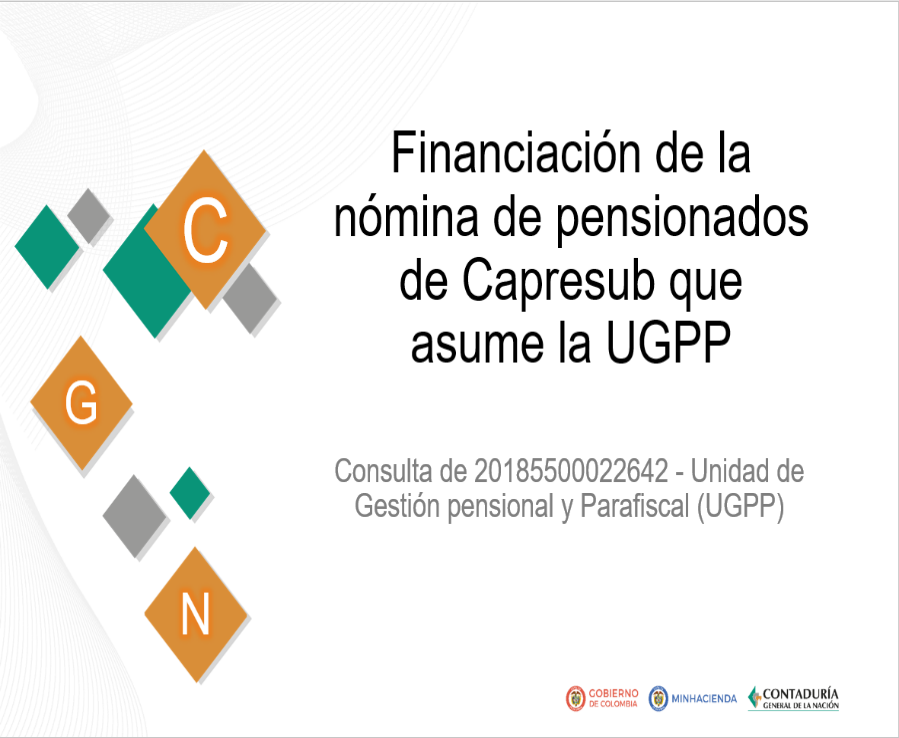 C
G
N
Financiación de la
nómina de pensionados
de Capresub que
asume la UGPP
Consulta de 20185500022642 - Unidad de
Gestión pensional y Parafiscal (UGPP)
GOBIERNO
DE COLOMBIA
MINHACIENDA
CONTADURÍA
GENERAL DE LA NACIÓN